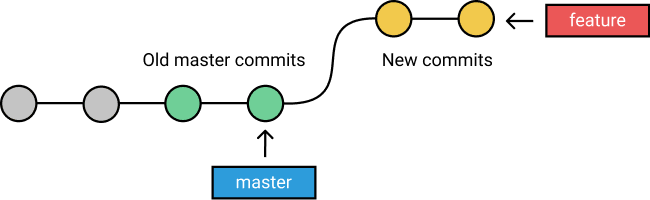 feature
Old master commits
New commits
master